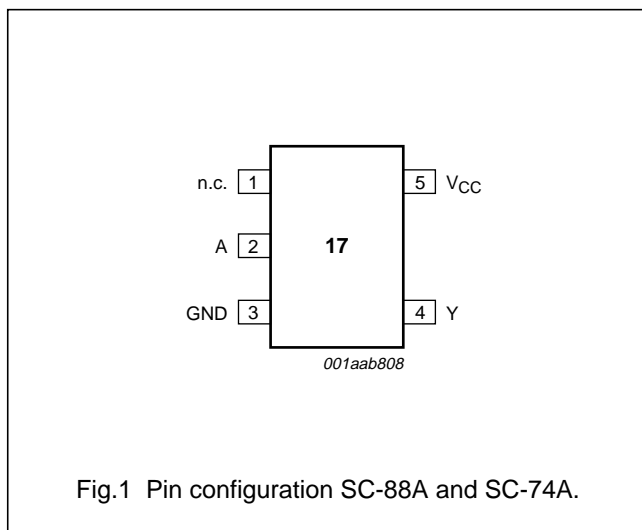 n.c. 1 5 VCC
A 2 17
GND 3 4 Y
001aab808
Fig.1 Pin configuration SC-88A and SC-74A.